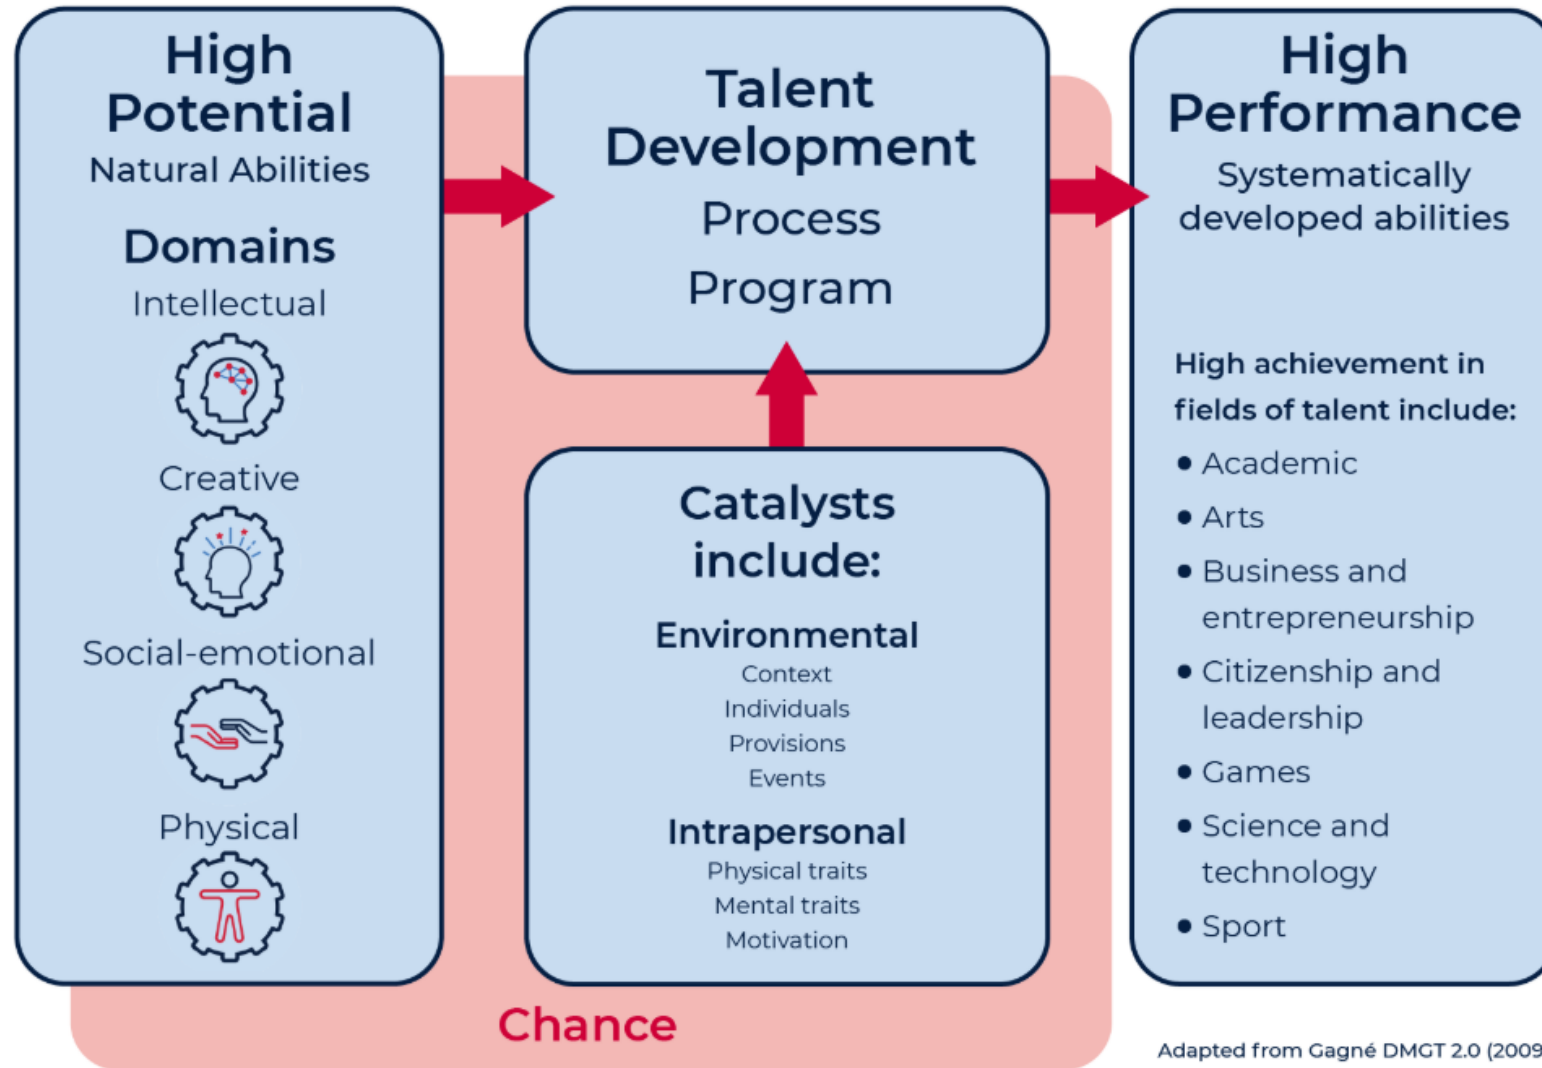 High
Potential
Natural Abilities
Domains
Intellectual
Creative
Social-emotional
Physical
Talent
Development
Process
Program
Catalysts
include:
Environmental
Context
Individuals
Provisions
Events
Intrapersonal
Physical traits
Mental traits
Motivation
Chance
High
Performance
Systematically
developed abilities
High achievement in
fields of talent include:
• Academic
• Arts
• Business and
entrepreneurship
• Citizenship and
leadership
• Games
• Science and
technology
• Sport
Adapted from Gagné DMGT 2.0 (2009